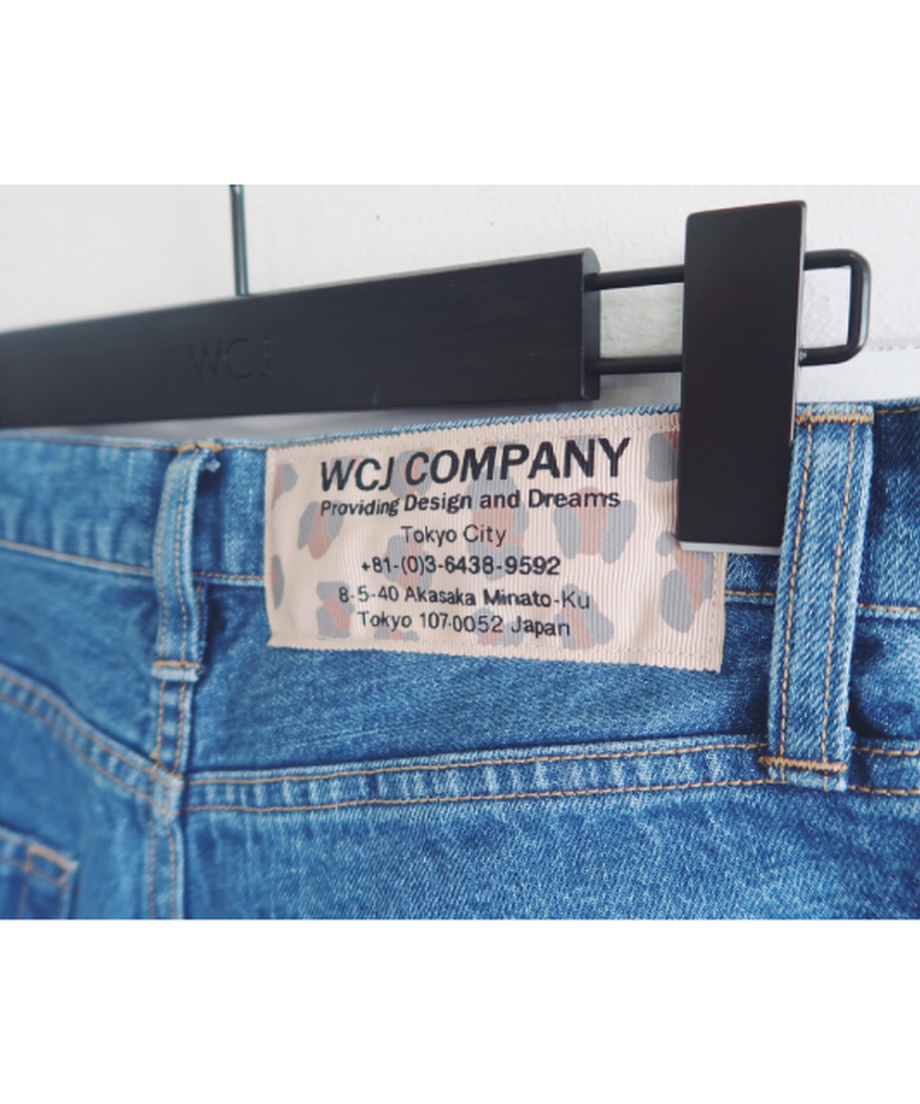 WCJ
WCJ COMPANY
Providing Design and Dreams
Tokyo City
+81-(0)3-6438-9592
8-5-40 Akasaka Minato-Ku
Tokyo 107-0052 Japan